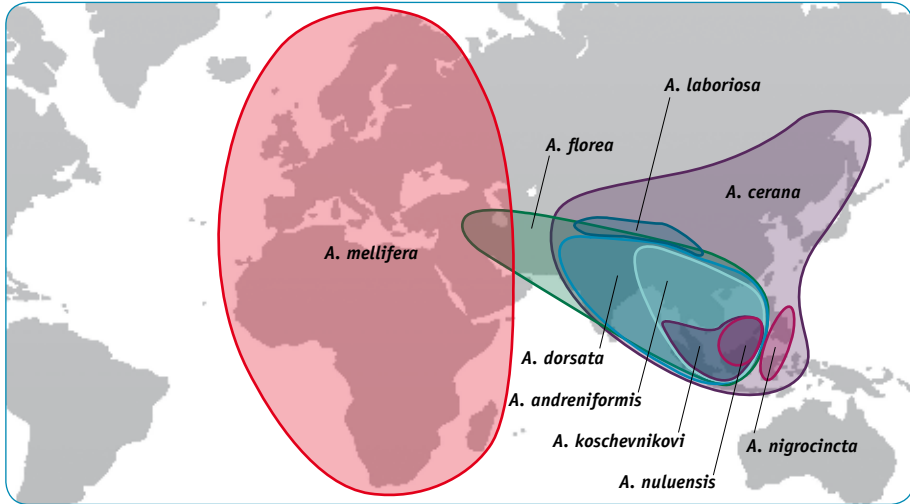 A. laboriosa
A. florea
A. cerana
A. mellifera
A. dorsata
A. andreniformis
A. koschevnikovi
A. nigrocincta
A. nuluensis